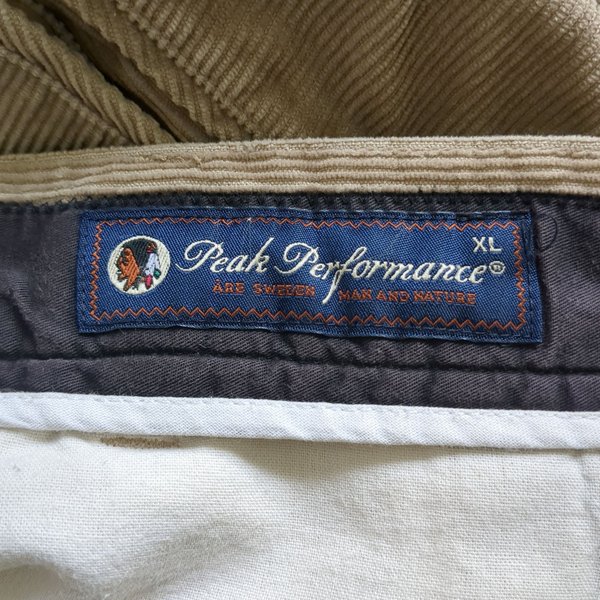 XL
Peak Performance®
ÅRE SWEDEN MAN AND NATURE